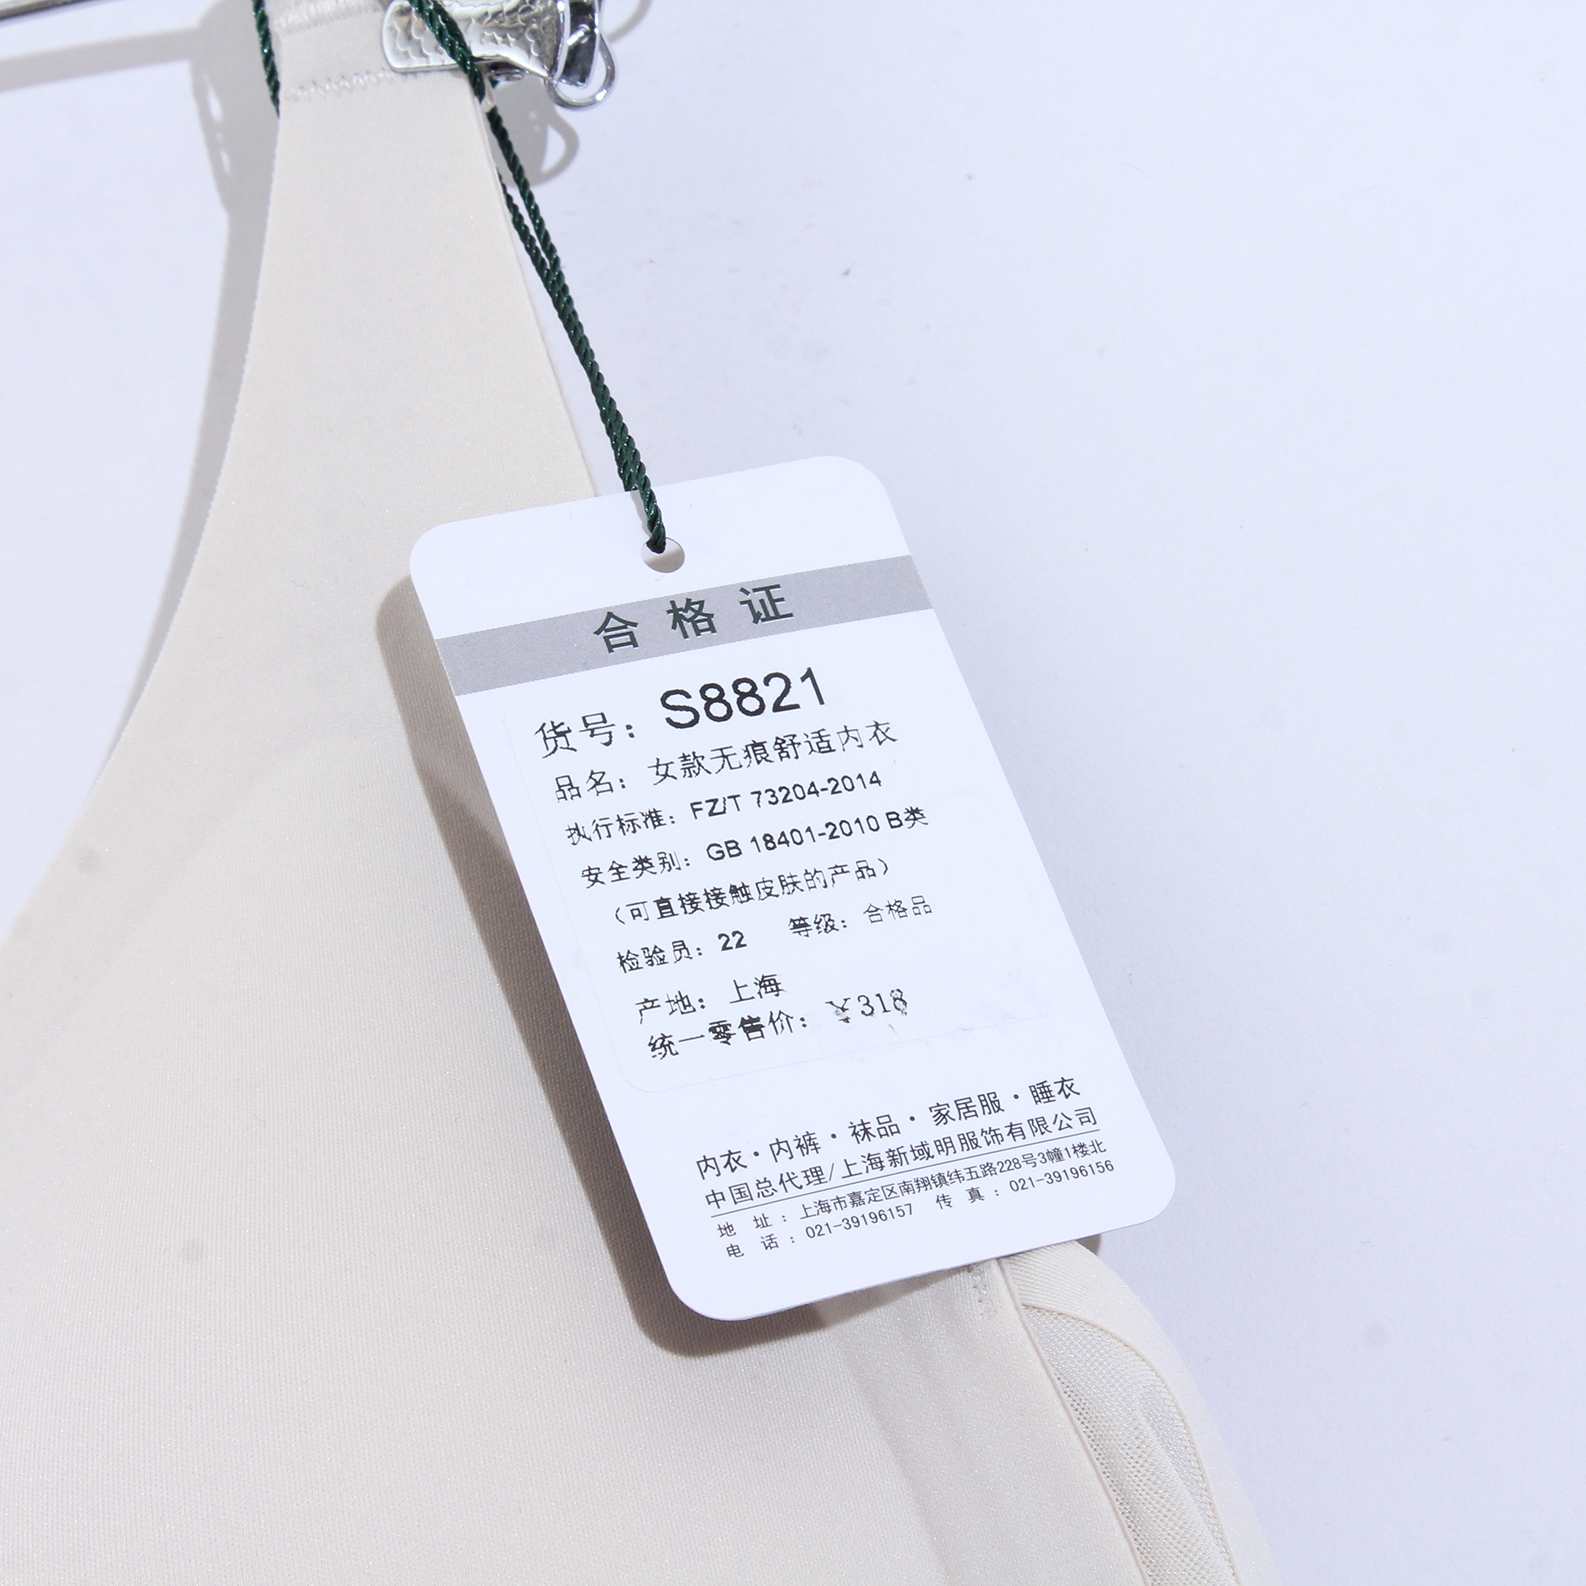 合格证
货号：S8821
品名：女款无痕舒适内衣
执行标准：FZ/T 73204-2014
安全类别：GB 18401-2010 B类
（可直接接触皮肤的产品）
检验员：22 等级：合格品
产地：上海
统一零售价：¥318
内衣·内裤·袜品·家居服·睡衣
中国总代理/上海新域明服饰有限公司
地 址：上海市嘉定区南翔镇纬五路228号3幢1楼北
电 话：021-39196157 传 真：021-39196156